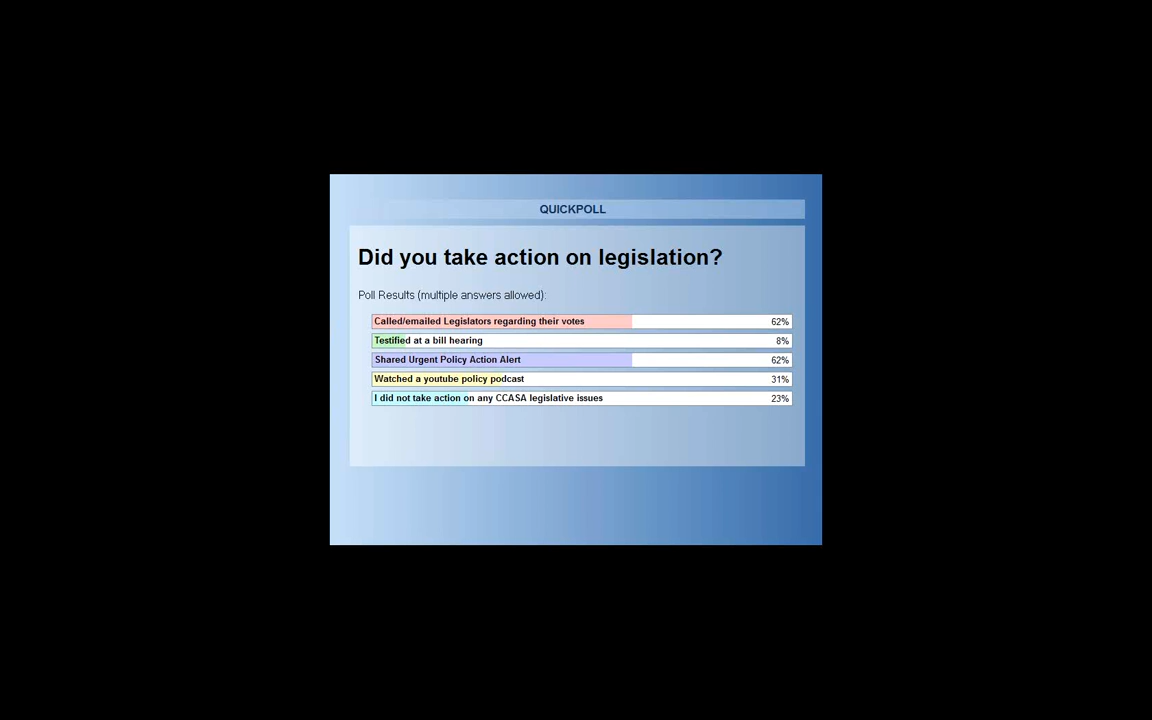 QUICKPOLL
Did you take action on legislation?
Poll Results (multiple answers allowed):
Called/emailed Legislators regarding their votes 62%
Testified at a bill hearing 8%
Shared Urgent Policy Action Alert 62%
Watched a youtube policy podcast 31%
I did not take action on any CCASA legislative issues 23%